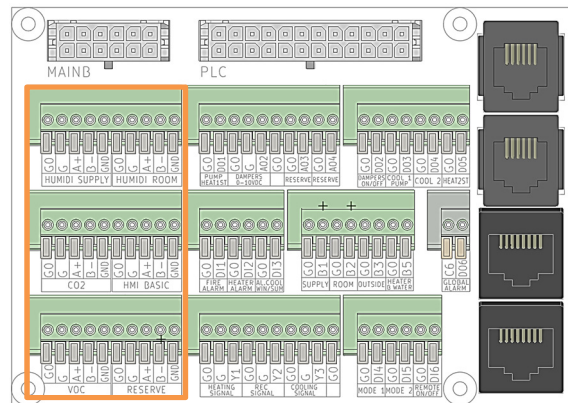 MAINB PLC
G0 G A+ B- GND G0 G A+ B- GND
HUMIDI SUPPLY HUMIDI ROOM
G0 DO1 G0 G AO2 G0 G0 AO3 G0 AO4
PUMP HEAT1ST DAMPERS 0-10VDC RESERVE RESERVE
G0 DO2 G0 DO3 G0 DO4 G0 DO5
DAMPERS ON/OFF COOL 1 PUMP COOL 2 HEAT2ST
G0 G A+ B- GND G0 G A+ B- GND
CO2 HMI BASIC
G0 DI1 G0 DI2 G0 DI3
FIRE ALARM HEATER ALARM AL.COOL WIN/SUM
G0 B1 G0 B2 G0 B3 G0 B5
SUPPLY ROOM OUTSIDE HEATER B.WATER
C6 DO6
GLOBAL ALARM
G0 G A+ B- GND G0 G A+ B- GND
VOC RESERVE
G0 G Y1 G0 G Y2 G0 G Y3 G0
HEATING SIGNAL REC SIGNAL COOLING SIGNAL
G0 DI4 G0 DI5 G0 DI6
MODE 1 MODE 2 REMOTE ON/OFF